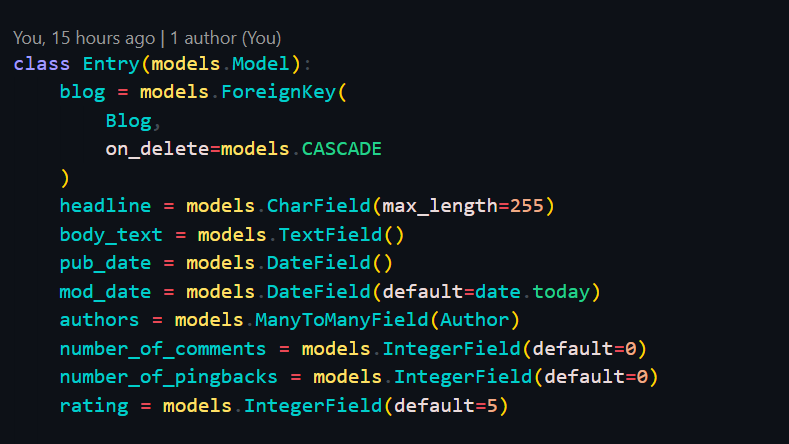 You, 15 hours ago | 1 author (You)
class Entry(models.Model):
    blog = models.ForeignKey(
        Blog,
        on_delete=models.CASCADE
    )
    headline = models.CharField(max_length=255)
    body_text = models.TextField()
    pub_date = models.DateField()
    mod_date = models.DateField(default=date.today)
    authors = models.ManyToManyField(Author)
    number_of_comments = models.IntegerField(default=0)
    number_of_pingbacks = models.IntegerField(default=0)
    rating = models.IntegerField(default=5)